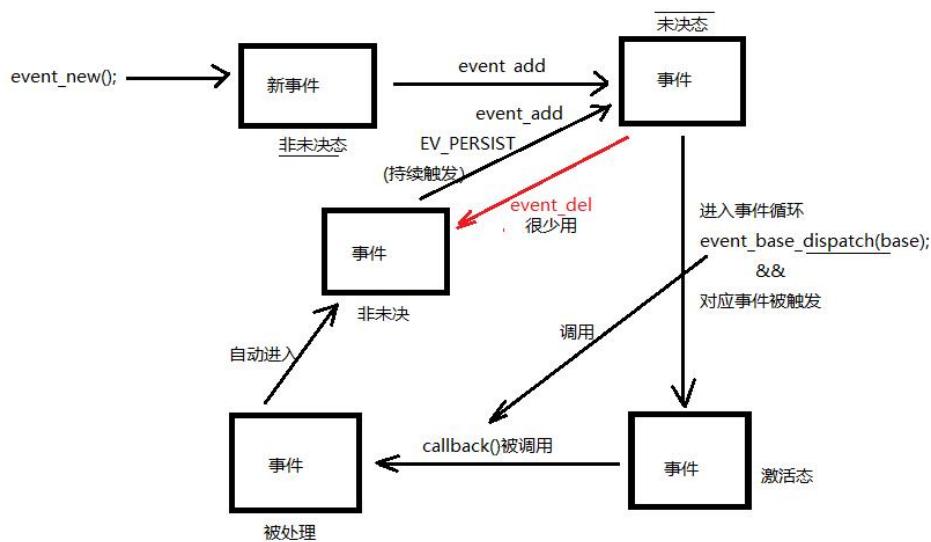 未决态
event_new();
新事件
event add
事件
非未决态
event_add
EV_PERSIST
(持续触发)
event_del
很少用
进入事件循环
event_base_dispatch(base);
&&
对应事件被触发
事件
非未决
调用
自动进入
callback()被调用
事件
事件
激活态
被处理